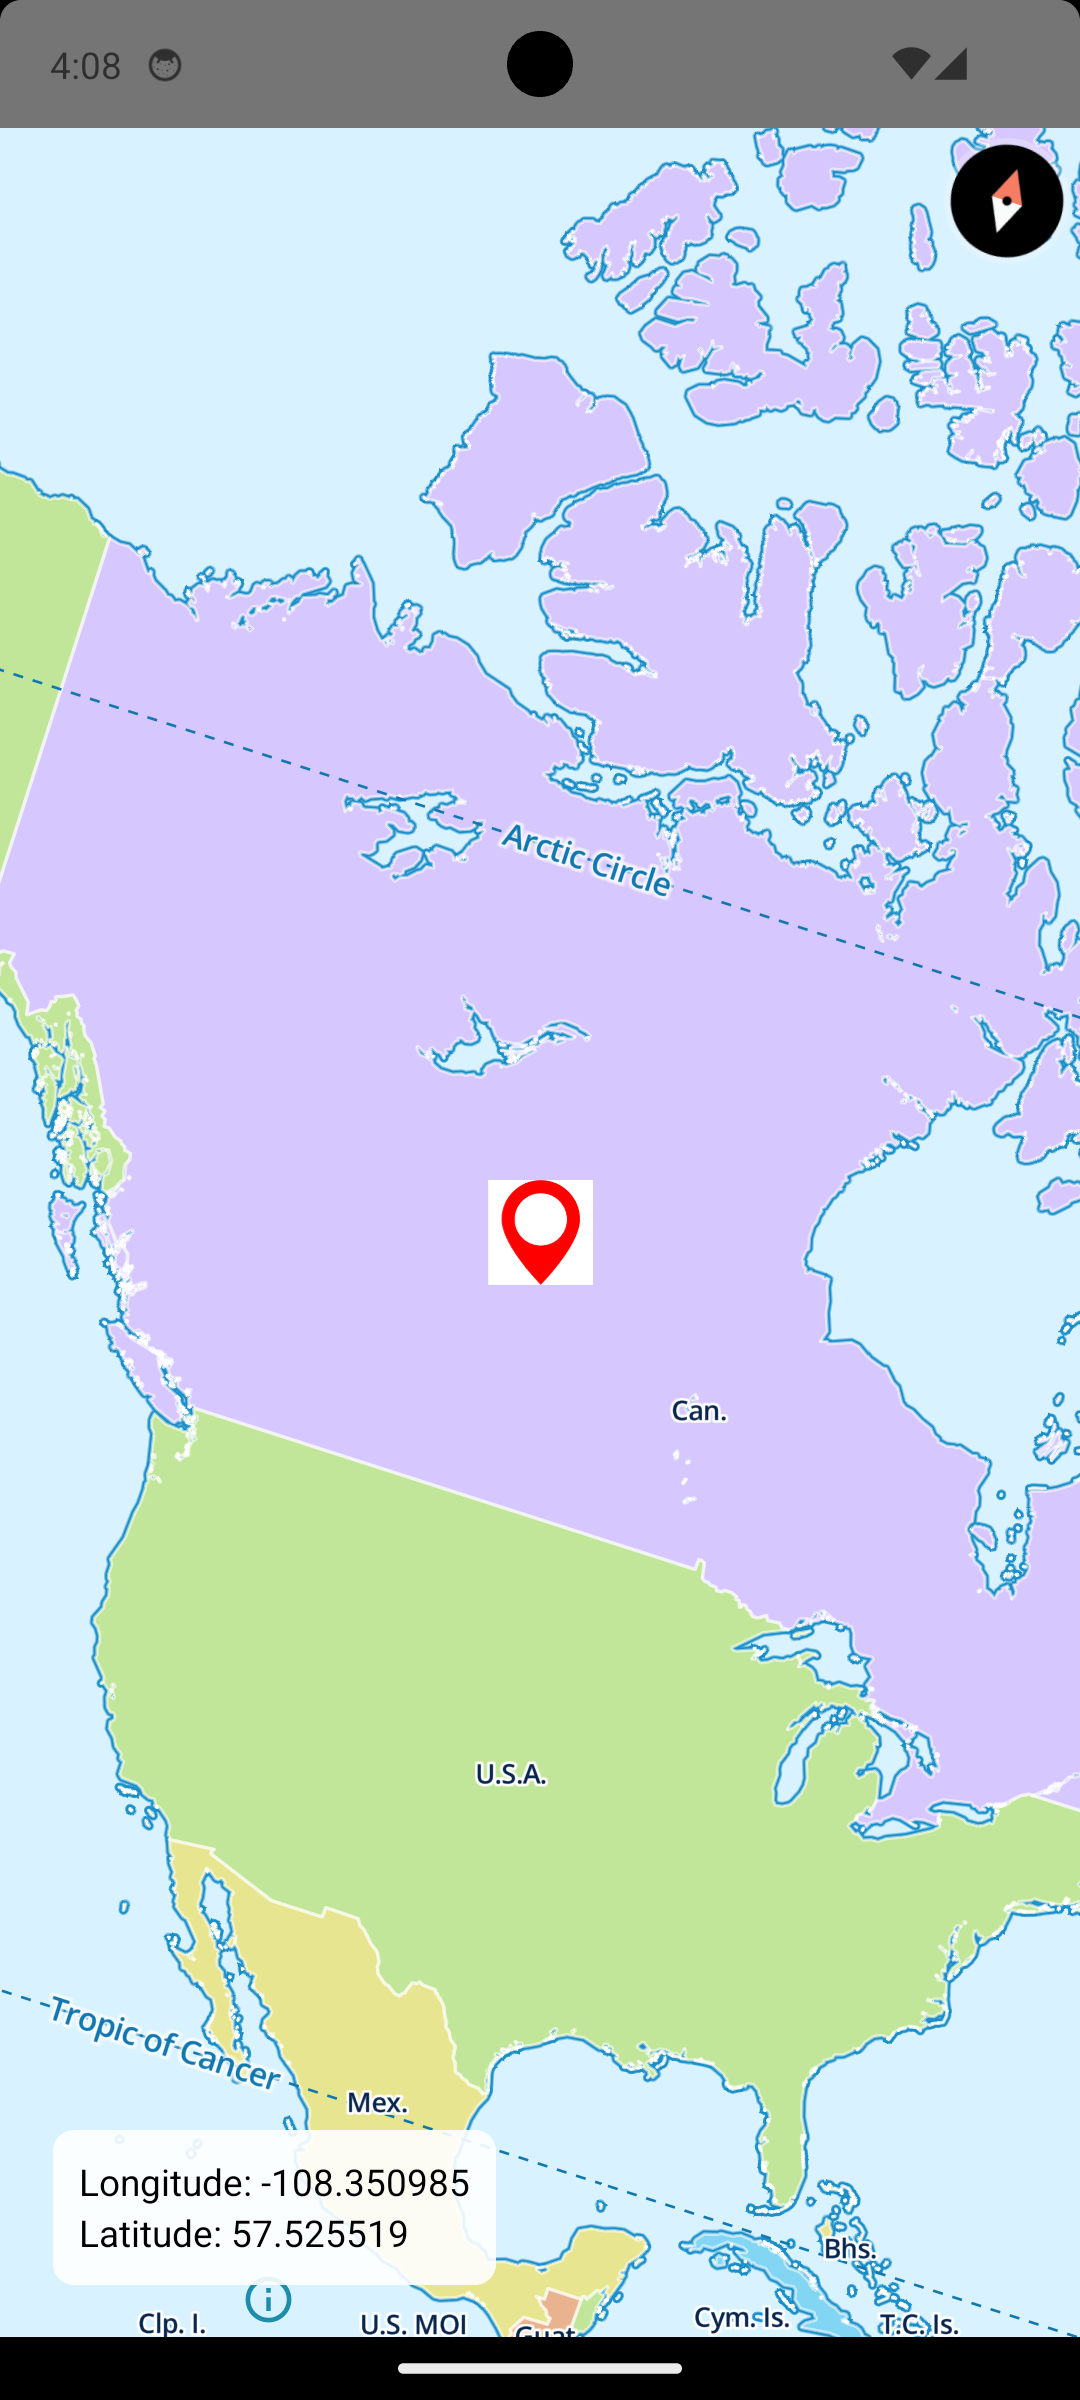 4:08
Arctic Circle
Can.
U.S.A.
Tropic of Cancer
Mex.
Longitude: -108.350985
Latitude: 57.525519
Bhs.
Clp. I.
U.S. MOI
Guat.
Cym. Is.
T.C. Is.